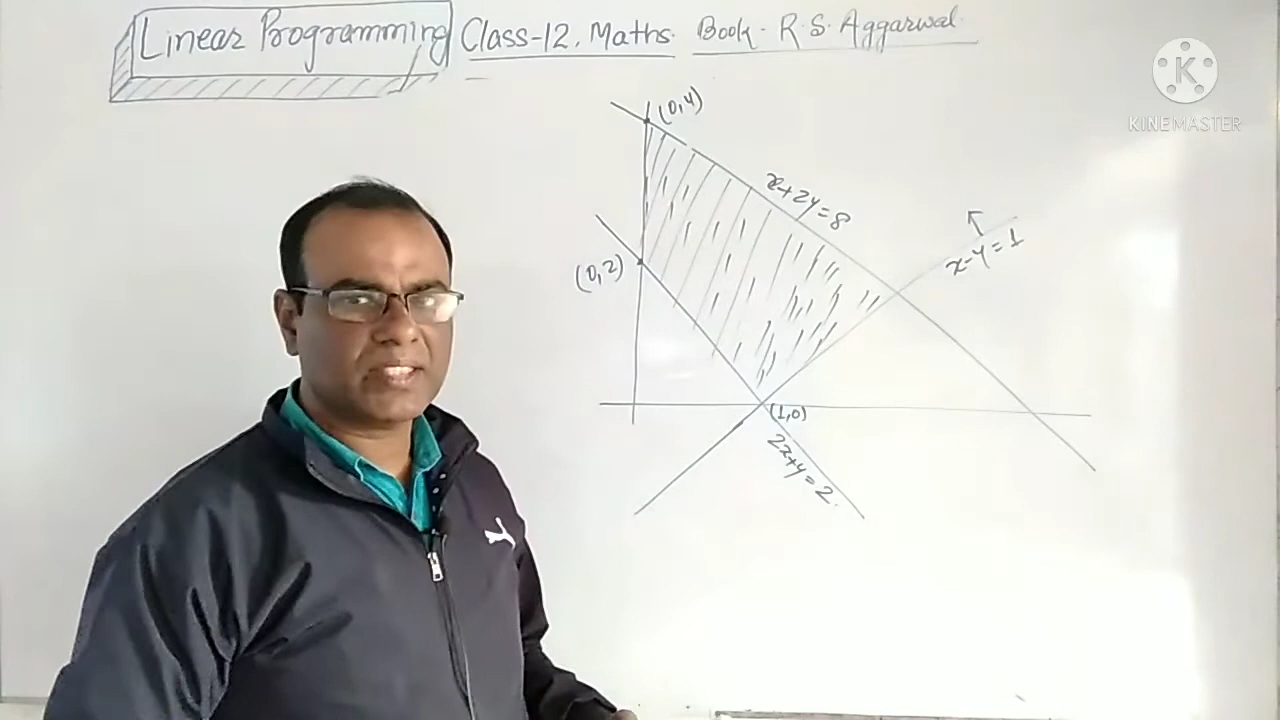 Linear Programming Class-12, Maths. Book - R.S. Aggarwal.
KINEMASTER
(0,4)
x+2y=8
x-y=1
(0,2)
(1,0)
2x+y=2.